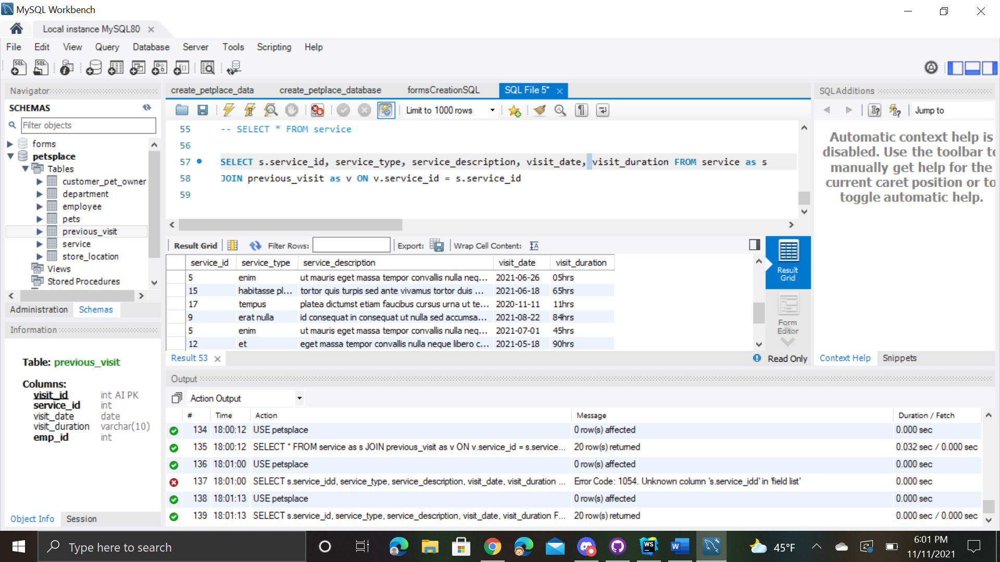 MySQL Workbench
Local instance MySQL80
File Edit View Query Database Server Tools Scripting Help
Navigator
SCHEMAS
Filter objects
forms
petsplace
Tables
customer_pet_owner
department
employee
pets
previous_visit
service
store_location
Views
Stored Procedures
Administration Schemas
Information
Table: previous_visit
Columns:
visit_id int AI PK
service_id int
visit_date date
visit_duration varchar(10)
emp_id int
Object Info Session
create_petplace_data create_petplace_database formsCreationSQL SQL File 5*
Limit to 1000 rows
55 -- SELECT * FROM service
56
57 SELECT s.service_id, service_type, service_description, visit_date, visit_duration FROM service as s
58 JOIN previous_visit as v ON v.service_id = s.service_id
59
Result Grid Filter Rows: Export: Wrap Cell Content:
service_id service_type service_description visit_date visit_duration
5 enim ut mauris eget massa tempor convallis nulla neq... 2021-06-26 05hrs
15 habitasse pl... tortor quis turpis sed ante vivamus tortor duis ... 2021-06-18 65hrs
17 tempus platea dictumst etiam faucibus cursus urna ut te... 2020-11-11 11hrs
9 erat nulla id consequat in consequat ut nulla sed accumsa... 2021-08-22 84hrs
5 enim ut mauris eget massa tempor convallis nulla neq... 2021-07-01 45hrs
12 et eget massa tempor convallis nulla neque libero c... 2021-05-18 90hrs
Result
Grid
Form
Editor
Result 53
Read Only
SQLAdditions
Jump to
Automatic context help is
disabled. Use the toolbar to
manually get help for the
current caret position or to
toggle automatic help.
Context Help Snippets
Output
Action Output
# Time Action Message Duration / Fetch
134 18:00:12 USE petsplace 0 row(s) affected 0.000 sec
135 18:00:12 SELECT * FROM service as s JOIN previous_visit as v ON v.service_id = s.service... 20 row(s) returned 0.032 sec / 0.000 sec
136 18:01:00 USE petsplace 0 row(s) affected 0.000 sec
137 18:01:00 SELECT s.service_idd, service_type, service_description, visit_date, visit_duration ... Error Code: 1054. Unknown column 's.service_idd' in 'field list' 0.000 sec
138 18:01:13 USE petsplace 0 row(s) affected 0.000 sec
139 18:01:13 SELECT s.service_id, service_type, service_description, visit_date, visit_duration F... 20 row(s) returned 0.000 sec / 0.000 sec
Type here to search
45°F
6:01 PM
11/11/2021